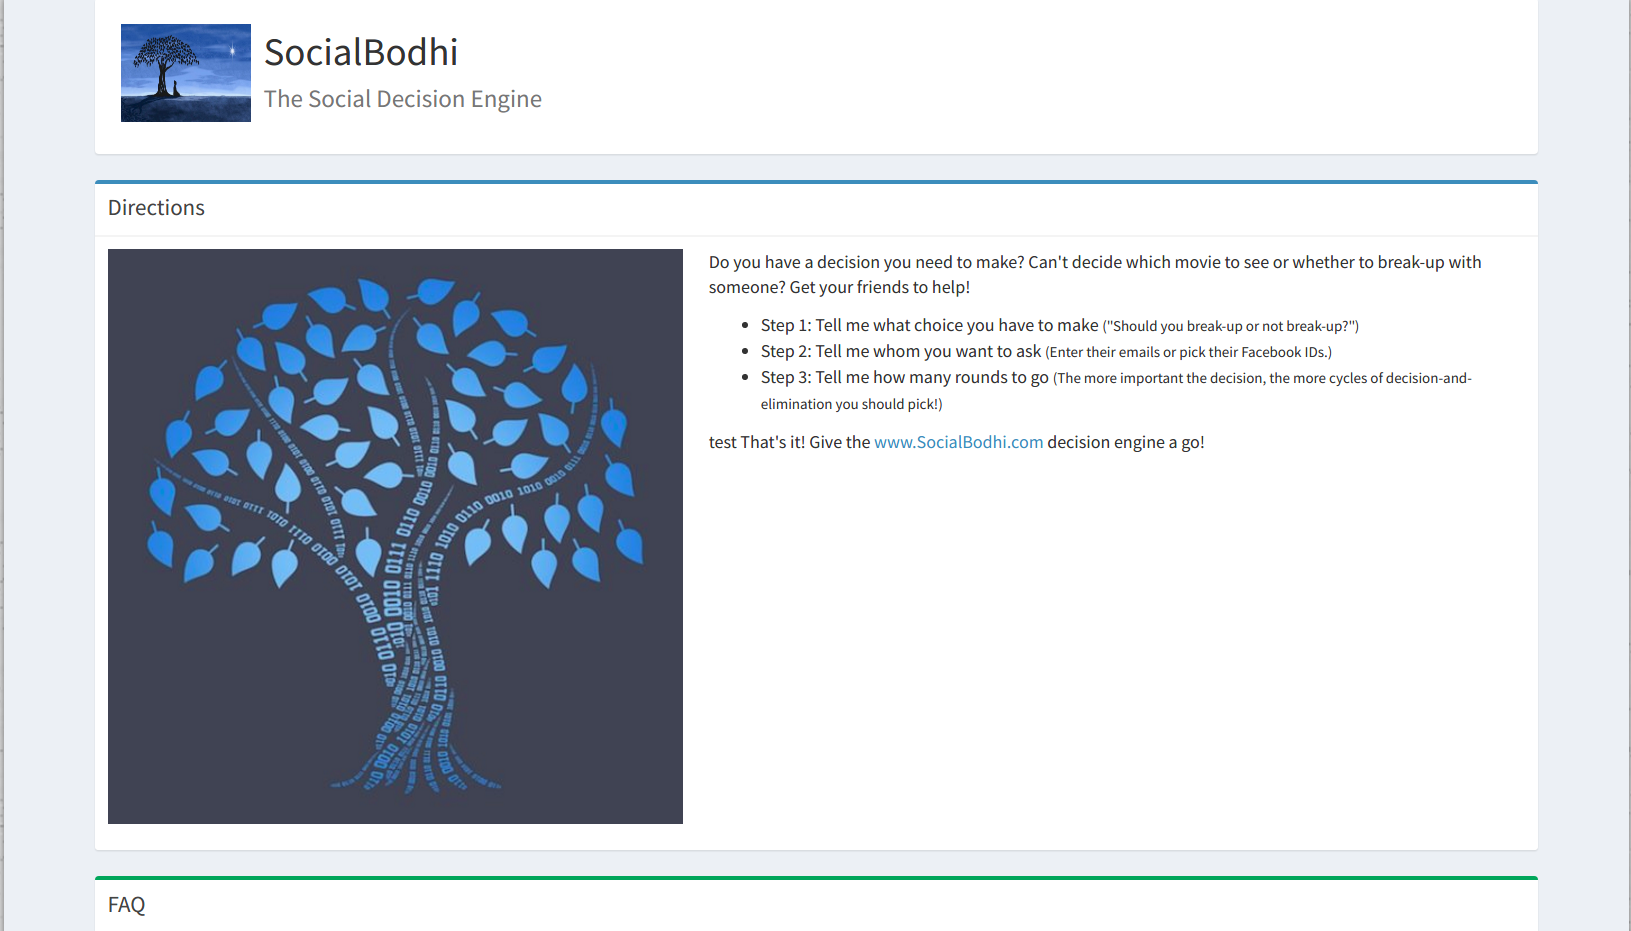 SocialBodhi
The Social Decision Engine
Directions
Do you have a decision you need to make? Can't decide which movie to see or whether to break-up with
someone? Get your friends to help!
Step 1: Tell me what choice you have to make ("Should you break-up or not break-up?")
Step 2: Tell me whom you want to ask (Enter their emails or pick their Facebook IDs.)
Step 3: Tell me how many rounds to go (The more important the decision, the more cycles of decision-and-
elimination you should pick!)
test That's it! Give the www.SocialBodhi.com decision engine a go!
FAQ